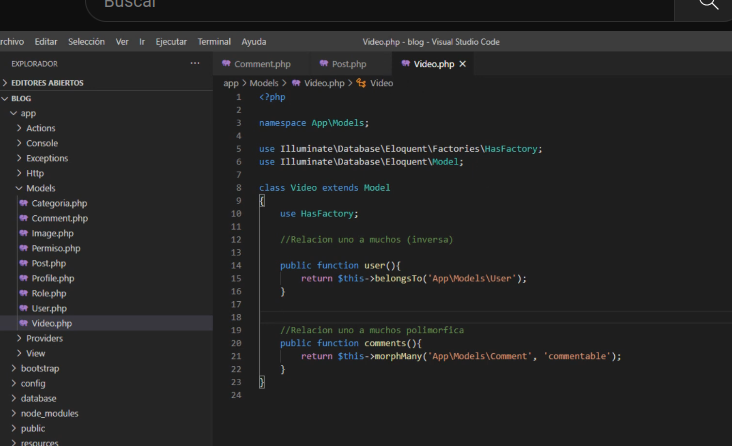 Buscar
rchivo Editar Selección Ver Ir Ejecutar Terminal Ayuda Video.php - blog - Visual Studio Code
EXPLORADOR ...
EDITORES ABIERTOS
BLOG
app
Actions
Console
Exceptions
Http
Models
Categoria.php
Comment.php
Image.php
Permiso.php
Post.php
Profile.php
Role.php
User.php
Video.php
Providers
View
bootstrap
config
database
node_modules
public
resources
Comment.php Post.php Video.php ×
app > Models > Video.php > Video
1 <?php
2
3 namespace App\Models;
4
5 use Illuminate\Database\Eloquent\Factories\HasFactory;
6 use Illuminate\Database\Eloquent\Model;
7
8 class Video extends Model
9 {
10 use HasFactory;
11
12 //Relacion uno a muchos (inversa)
13
14 public function user(){
15 return $this->belongsTo('App\Models\User');
16 }
17
18
19 //Relacion uno a muchos polimorfica
20 public function comments(){
21 return $this->morphMany('App\Models\Comment', 'commentable');
22 }
23 }
24